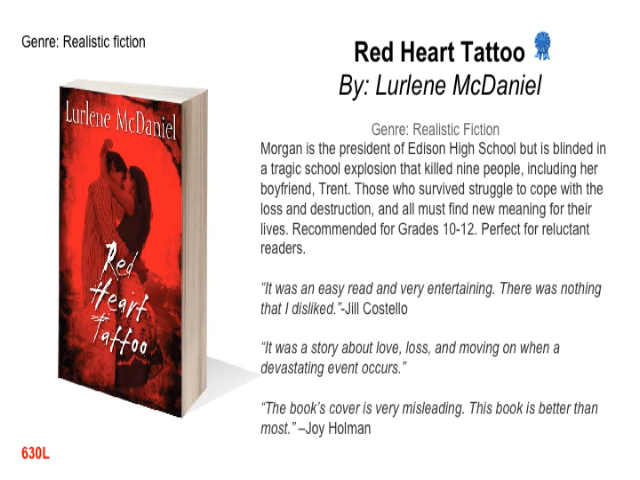 Genre: Realistic fiction
Red Heart Tattoo
By: Lurlene McDaniel
Lurlene McDaniel
Red
Heart
Tattoo
Genre: Realistic Fiction
Morgan is the president of Edison High School but is blinded in
a tragic school explosion that killed nine people, including her
boyfriend, Trent. Those who survived struggle to cope with the
loss and destruction, and all must find new meaning for their
lives. Recommended for Grades 10-12. Perfect for reluctant
readers.
“It was an easy read and very entertaining. There was nothing
that I disliked.”-Jill Costello
“It was a story about love, loss, and moving on when a
devastating event occurs.”
“The book’s cover is very misleading. This book is better than
most.” –Joy Holman
630L